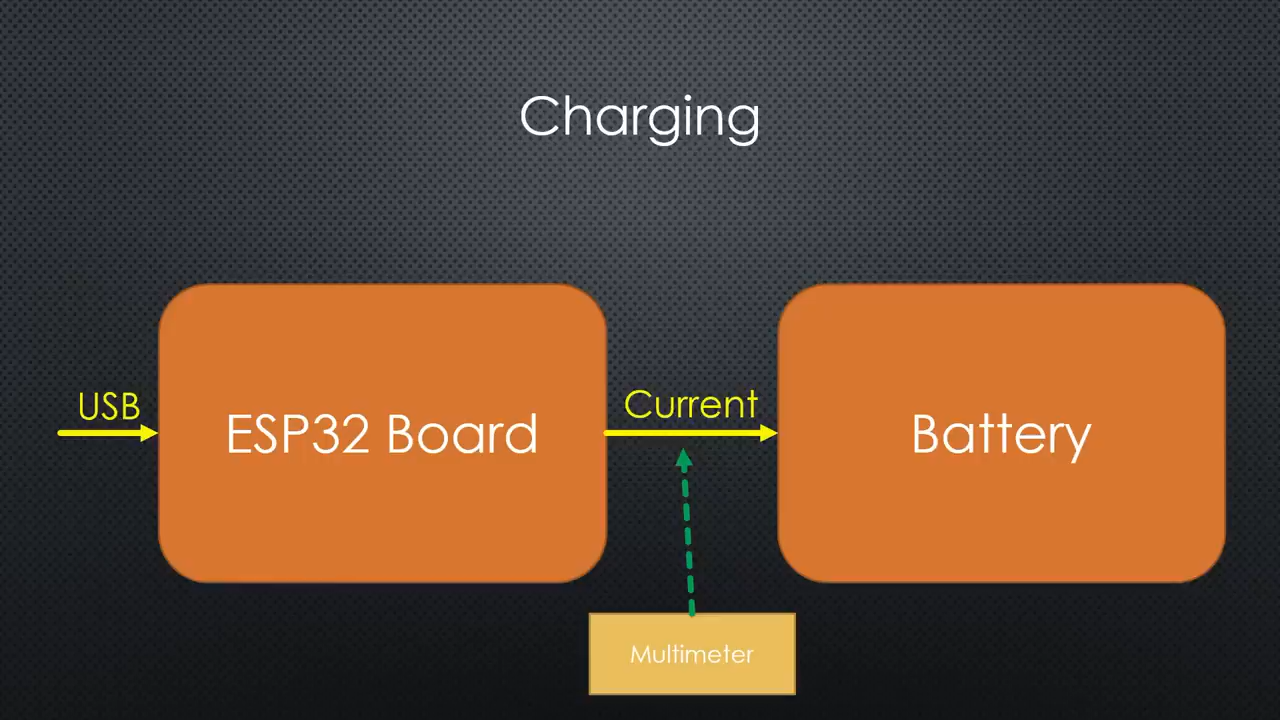 Charging
USB
ESP32 Board
Current
Battery
Multimeter